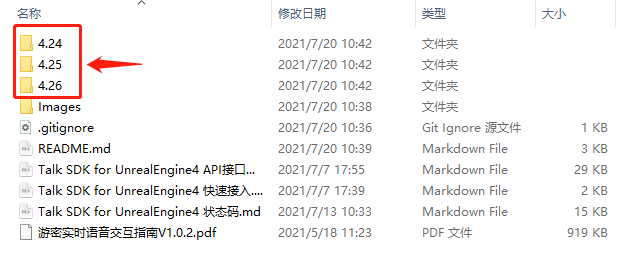 名称 修改日期 类型 大小
4.24 2021/7/20 10:42 文件夹
4.25 2021/7/20 10:42 文件夹
4.26 2021/7/20 10:42 文件夹
Images 2021/7/20 10:38 文件夹
.gitignore 2021/7/20 10:36 Git Ignore 源文件 1 KB
README.md 2021/7/20 10:39 Markdown File 3 KB
Talk SDK for UnrealEngine4 API接口... 2021/7/7 17:55 Markdown File 29 KB
Talk SDK for UnrealEngine4 快速接入.... 2021/7/7 17:39 Markdown File 2 KB
Talk SDK for UnrealEngine4 状态码.md 2021/7/13 10:33 Markdown File 15 KB
游密实时语音交互指南V1.0.2.pdf 2021/5/18 11:23 PDF 文件 919 KB